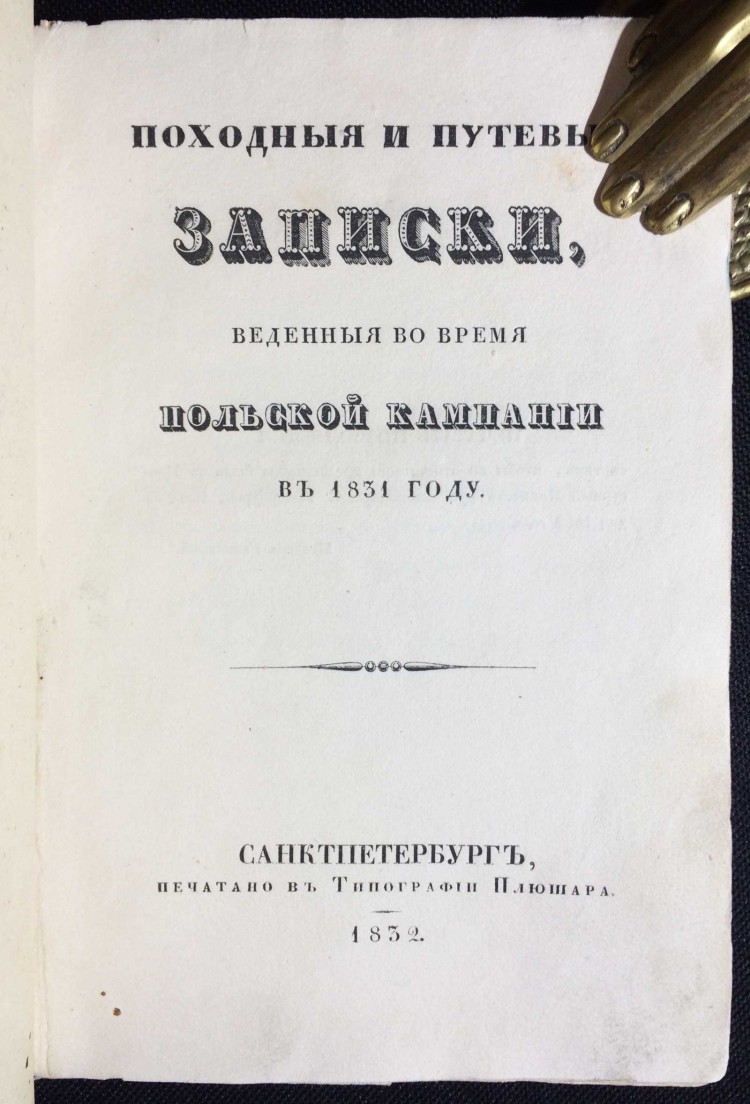 ПОХОДНЫЯ И ПУТЕВЫ
ЗАПИСКИ,
ВЕДЕННЫЯ ВО ВРЕМЯ
ПОЛЬСКОЙ КАМПАНІИ
ВЪ 1831 ГОДУ.
САНКТПЕТЕРБУРГЪ,
ПЕЧАТАНО ВЪ ТИПОГРАФІИ ПЛЮШАРА.
1832.